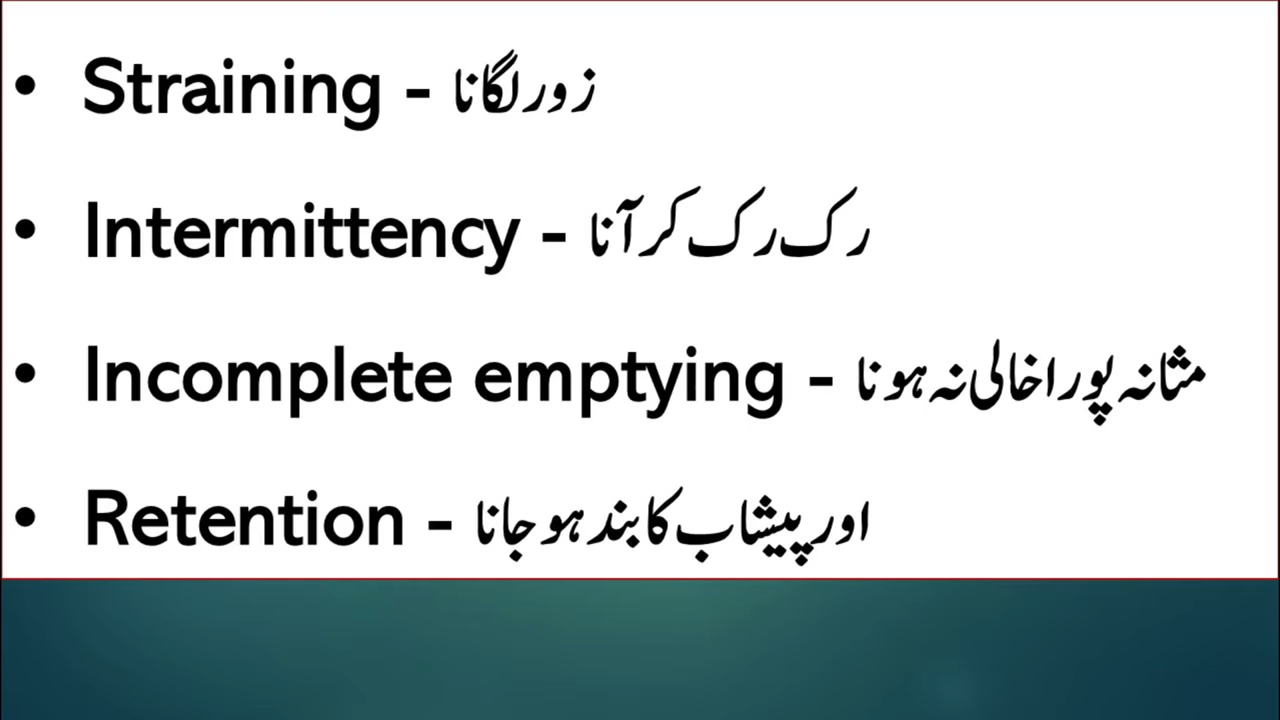 • Straining - زور لگانا
• Intermittency - رک رک کر آنا
• Incomplete emptying - مثانہ پورا خالی نہ ہونا
• Retention - اور پیشاب کا بند ہو جانا